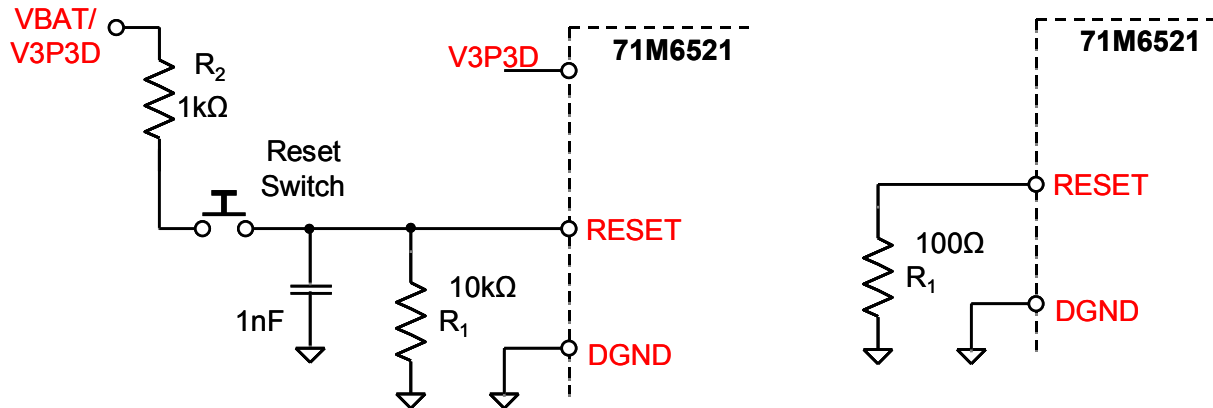 VBAT/
V3P3D
R2
1kΩ
Reset
Switch
1nF
10kΩ
R1
V3P3D
71M6521
RESET
DGND
71M6521
RESET
100Ω
R1
DGND